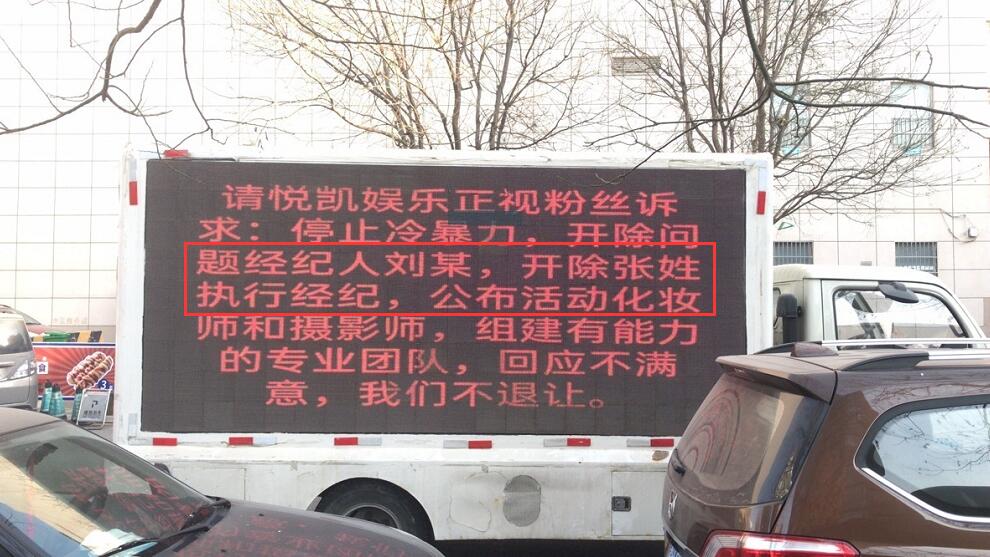 请悦凯娱乐正视粉丝诉
求：停止冷暴力，开除问
题经纪人刘某，开除张姓
执行经纪，公布活动化妆
师和摄影师，组建有能力
的专业团队，回应不满
意，我们不退让。